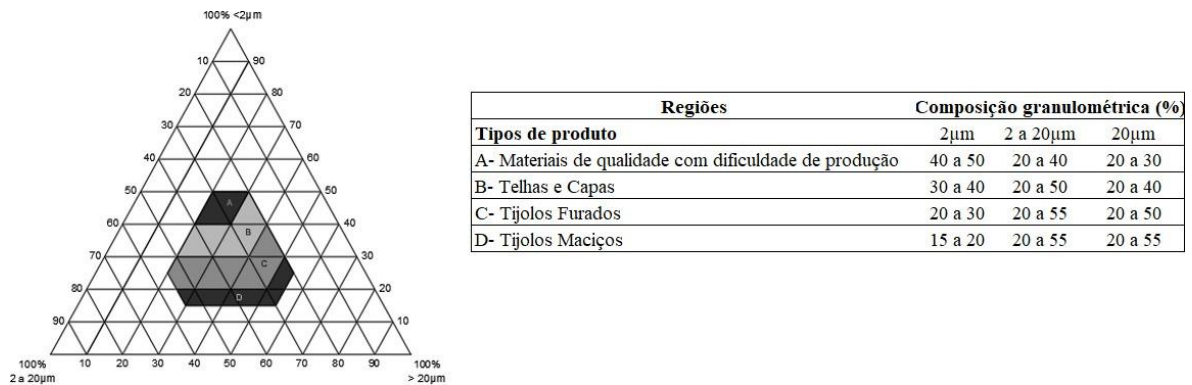 100% <2µm
10 90
20 80
30 70
40 60
50 A 50
60 B 40
70 C 30
80 D 20
90 10
100% 10 20 30 40 50 60 70 80 90 100%
2 a 20µm > 20µm
Regiões Composição granulométrica (%)
Tipos de produto 2µm 2 a 20µm 20µm
A- Materiais de qualidade com dificuldade de produção 40 a 50 20 a 40 20 a 30
B- Telhas e Capas 30 a 40 20 a 50 20 a 40
C- Tijolos Furados 20 a 30 20 a 55 20 a 50
D- Tijolos Maciços 15 a 20 20 a 55 20 a 55